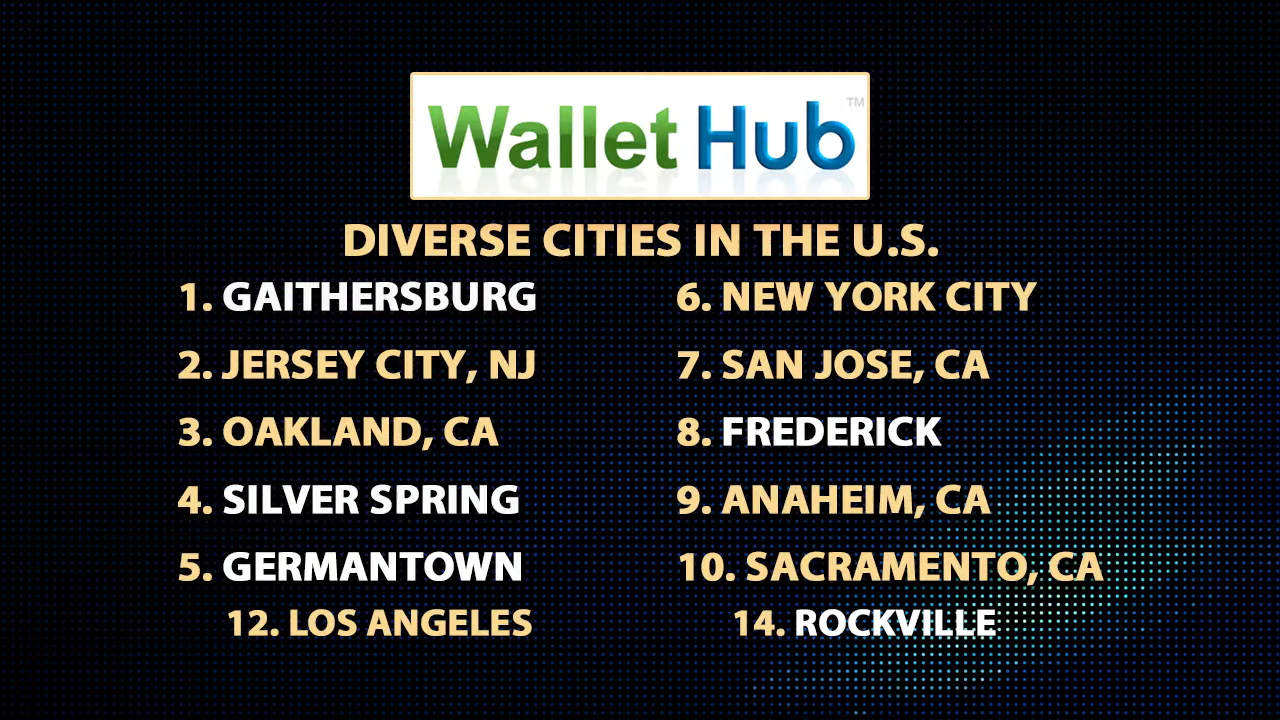 Wallet Hub TM
DIVERSE CITIES IN THE U.S.
1. GAITHERSBURG
2. JERSEY CITY, NJ
3. OAKLAND, CA
4. SILVER SPRING
5. GERMANTOWN
12. LOS ANGELES
6. NEW YORK CITY
7. SAN JOSE, CA
8. FREDERICK
9. ANAHEIM, CA
10. SACRAMENTO, CA
14. ROCKVILLE